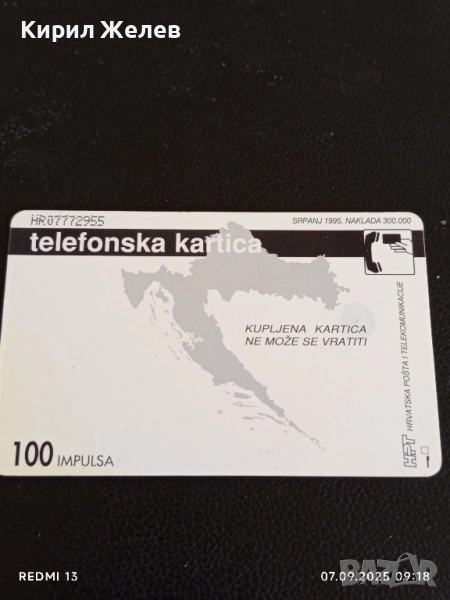 Кирил Желев
HR07772955
SRPANJ 1995, NAKLADA 300.000
telefonska kartica
KUPLJENA KARTICA
NE MOŽE SE VRATITI
100 IMPULSA
HPT HRVATSKA POŠTA I TELEKOMUNIKACIJE
REDMI 13
07.09.2025 09:18
BAZAR